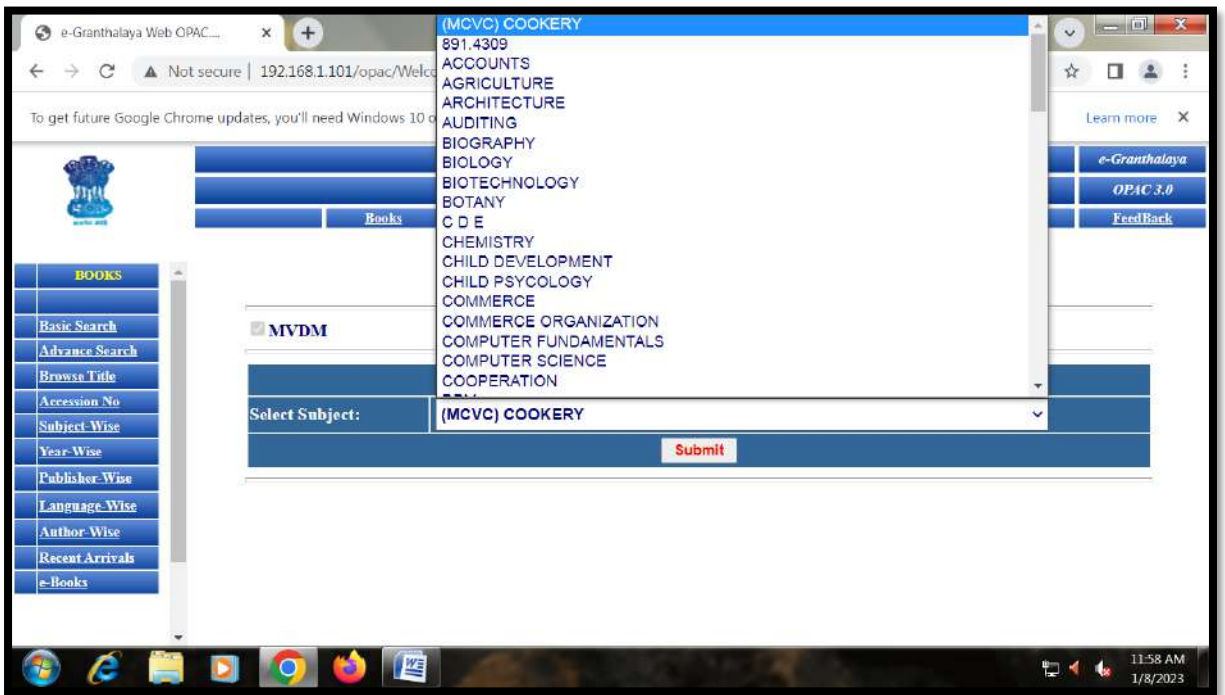 e-Granthalaya Web OPAC....
Not secure | 192.168.1.101/opac/Welco
To get future Google Chrome updates, you'll need Windows 10 o
Learn more
e-Granthalaya
OPAC 3.0
Books
FeedBack
BOOKS
Basic Search
Advance Search
Browse Title
Accession No
Subject-Wise
Year-Wise
Publisher-Wise
Language-Wise
Author-Wise
Recent Arrivals
e-Books
MVDM
(MCVC) COOKERY
891.4309
ACCOUNTS
AGRICULTURE
ARCHITECTURE
AUDITING
BIOGRAPHY
BIOLOGY
BIOTECHNOLOGY
BOTANY
C D E
CHEMISTRY
CHILD DEVELOPMENT
CHILD PSYCOLOGY
COMMERCE
COMMERCE ORGANIZATION
COMPUTER FUNDAMENTALS
COMPUTER SCIENCE
COOPERATION
Select Subject: (MCVC) COOKERY
Submit
11:58 AM
1/8/2023